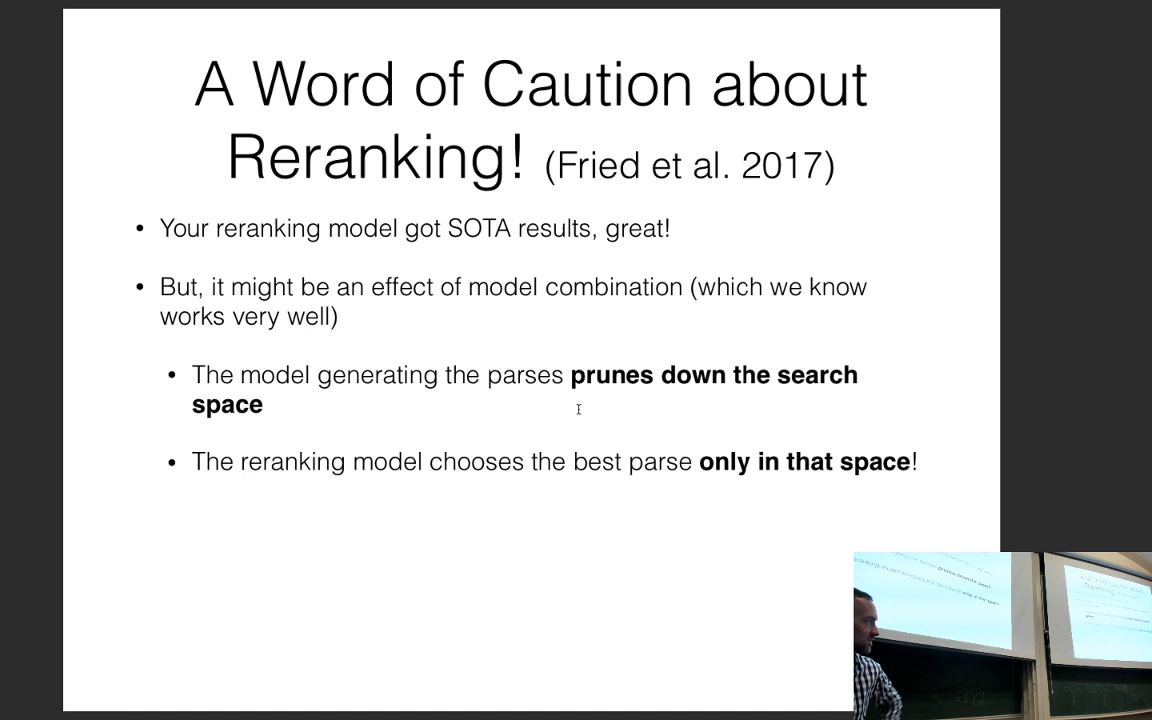 A Word of Caution about
Reranking! (Fried et al. 2017)
• Your reranking model got SOTA results, great!
• But, it might be an effect of model combination (which we know
works very well)
• The model generating the parses prunes down the search
space
• The reranking model chooses the best parse only in that space!